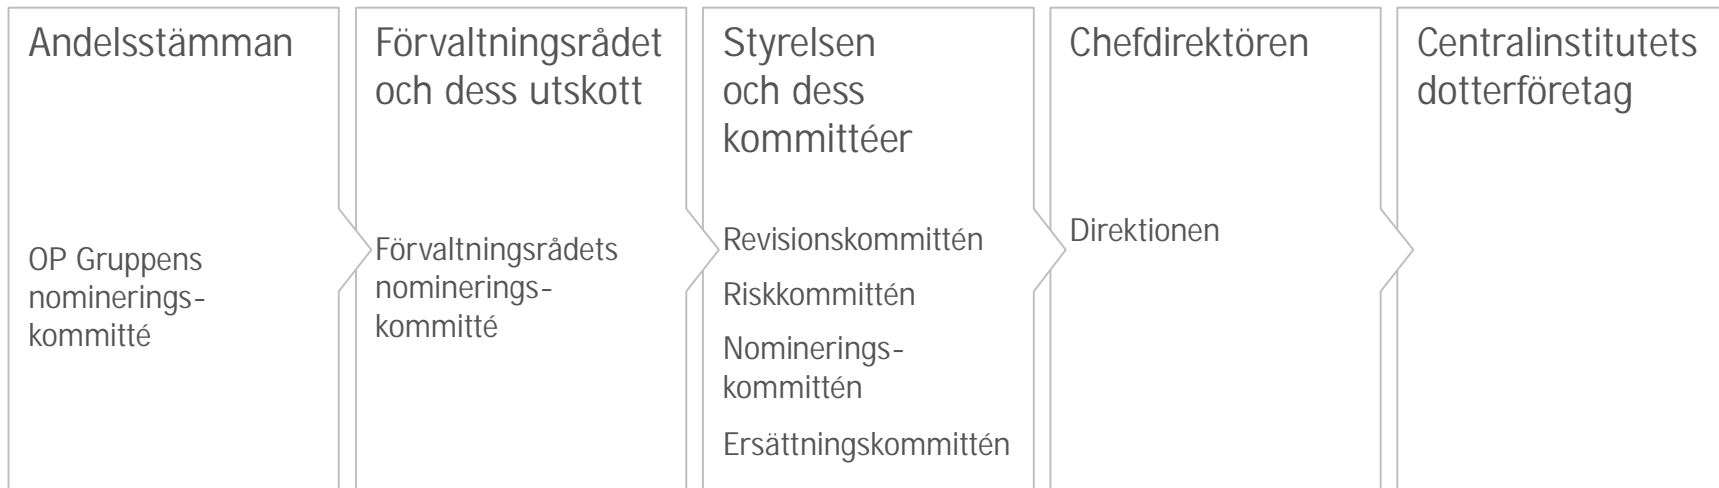 Andelsstämman
OP Gruppens
nominerings-
kommitté
Förvaltningsrådet
och dess utskott
Förvaltningsrådets
nominerings-
kommitté
Styrelsen
och dess
kommittéer
Revisionskommittén
Riskkommittén
Nominerings-
kommittén
Ersättningskommittén
Chefdirektören
Direktionen
Centralinstitutets
dotterföretag